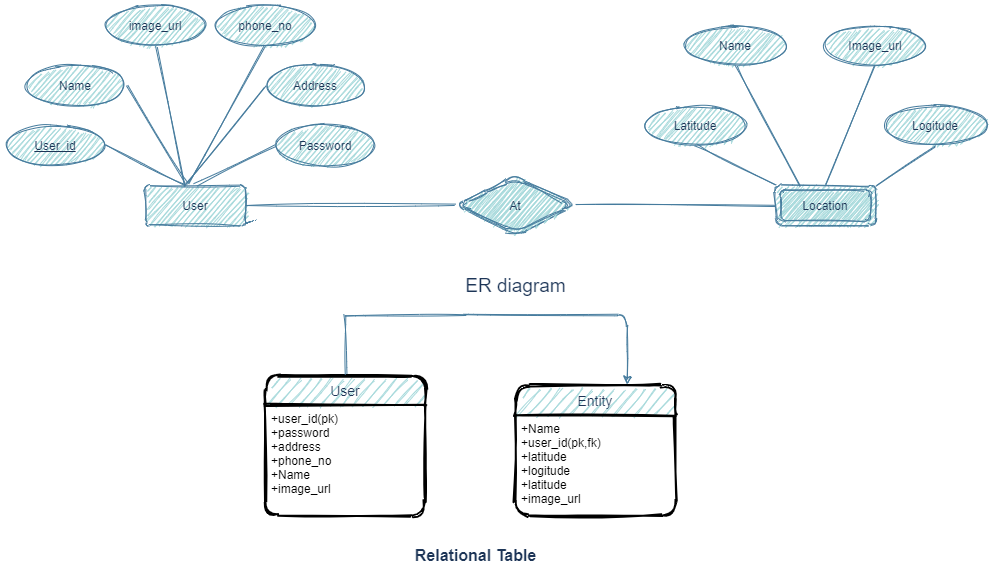 image_url
phone_no
Name
Address
User_id
Password
User
At
Name
Image_url
Latitude
Logitude
Location
ER diagram
User
+user_id(pk)
+password
+address
+phone_no
+Name
+image_url
Entity
+Name
+user_id(pk,fk)
+latitude
+logitude
+latitude
+image_url
Relational Table